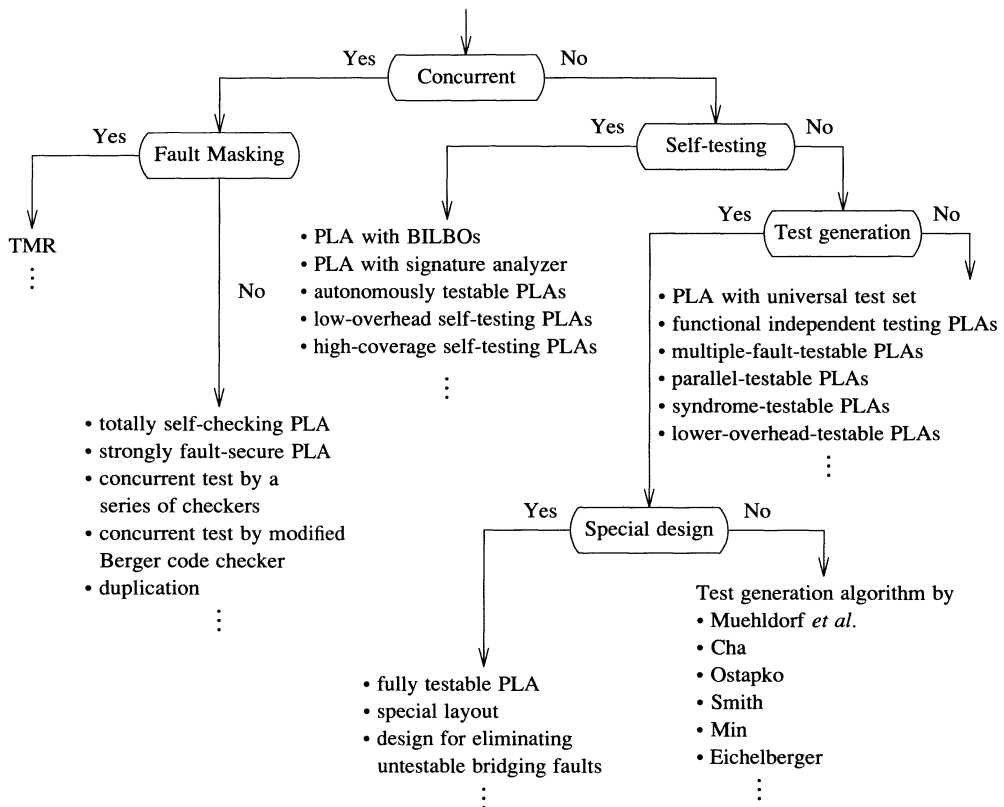 Yes
Concurrent
No
Yes
Fault Masking
Yes
Self-testing
No
TMR
⋮
No
• PLA with BILBOs
• PLA with signature analyzer
• autonomously testable PLAs
• low-overhead self-testing PLAs
• high-coverage self-testing PLAs
⋮
Yes
Test generation
No
• PLA with universal test set
• functional independent testing PLAs
• multiple-fault-testable PLAs
• parallel-testable PLAs
• syndrome-testable PLAs
• lower-overhead-testable PLAs
⋮
• totally self-checking PLA
• strongly fault-secure PLA
• concurrent test by a
series of checkers
• concurrent test by modified
Berger code checker
• duplication
⋮
Yes
Special design
No
• fully testable PLA
• special layout
• design for eliminating
untestable bridging faults
⋮
Test generation algorithm by
• Muehldorf et al.
• Cha
• Ostapko
• Smith
• Min
• Eichelberger
⋮